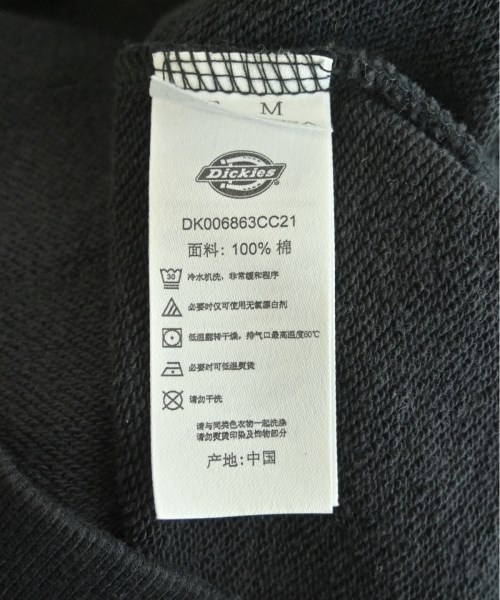 M
Dickies
DK006863CC21
面料: 100% 棉
30
冷水机洗，非常缓和程序
必要时仅可使用无氯漂白剂
低温翻转干燥，排气口最高温度60℃
必要时可低温熨烫
请勿干洗
请与同类色衣物一起洗涤
请勿熨烫印染及饰物部分
产地: 中国